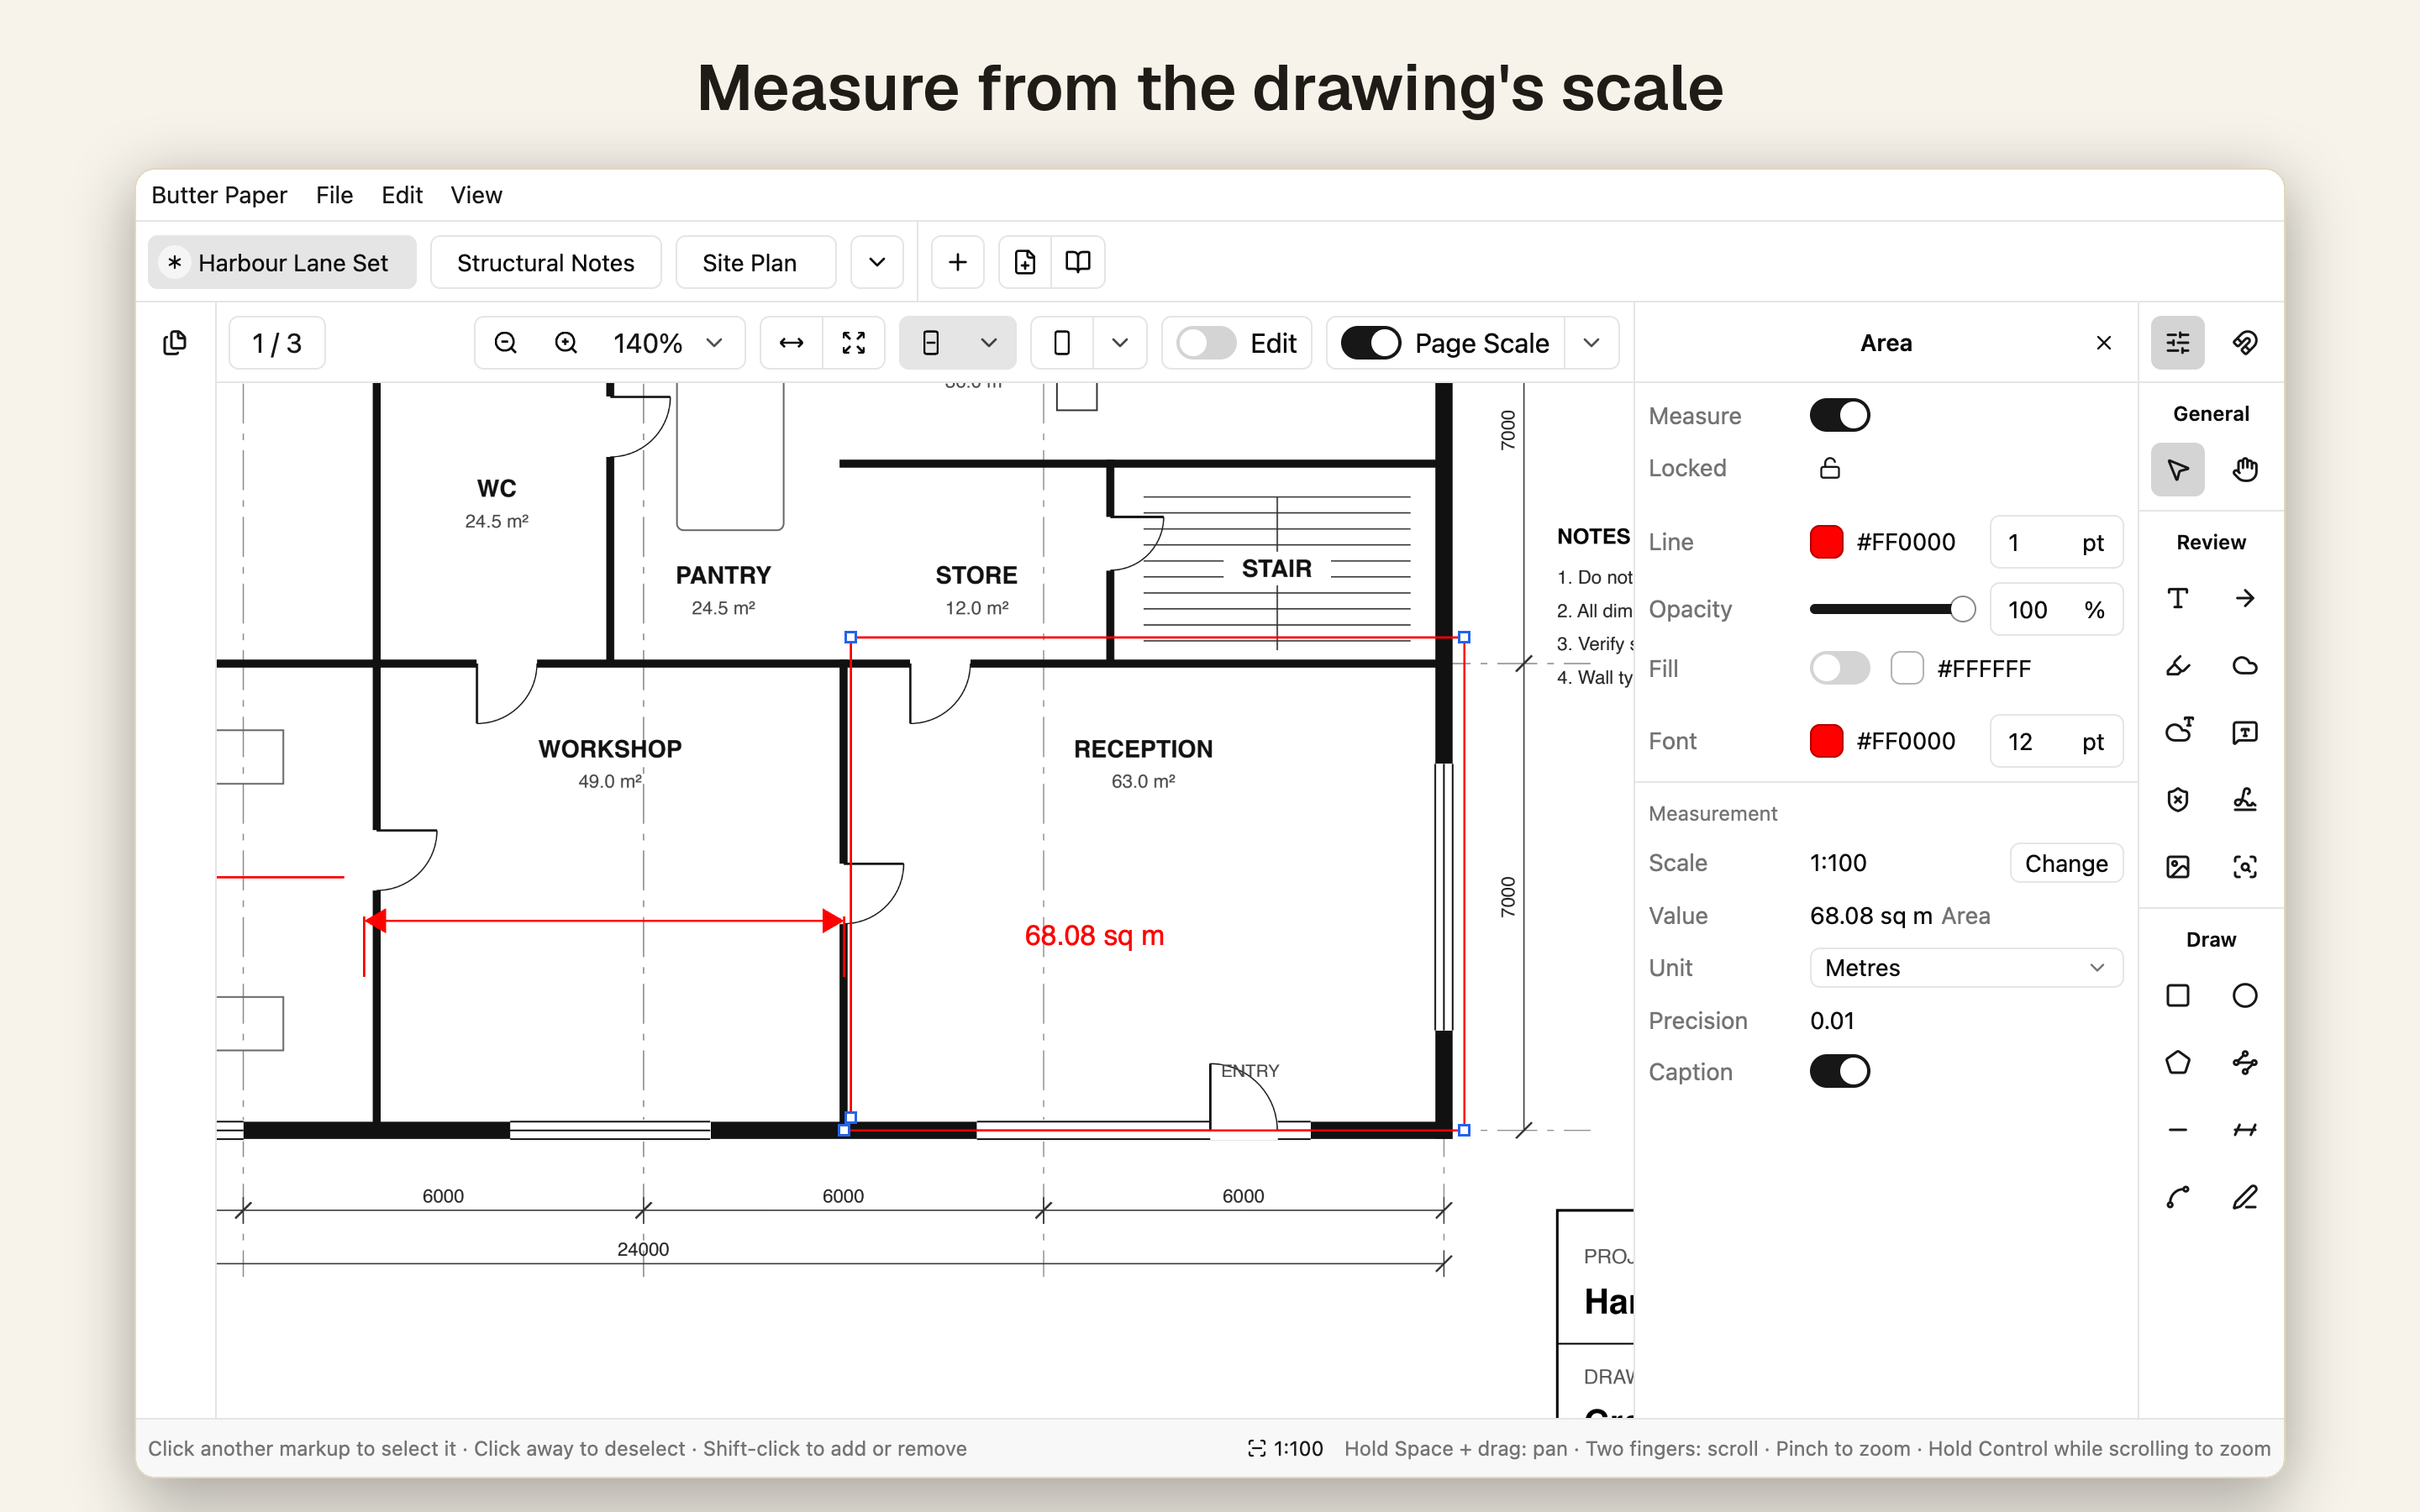 Measure from the drawing's scale
Butter Paper File Edit View
Harbour Lane Set Structural Notes Site Plan
1 / 3 140% Edit Page Scale
Area
Measure
Locked
Line #FF0000 1 pt
Opacity 100 %
Fill #FFFFFF
Font #FF0000 12 pt
Measurement
Scale 1:100 Change
Value 68.08 sq m Area
Unit Metres
Precision 0.01
Caption
General
Review
Draw
7000
WC
24.5 m²
PANTRY
24.5 m²
STORE
12.0 m²
STAIR
NOTES
1. Do not
2. All dim
3. Verify
4. Wall ty
WORKSHOP
49.0 m²
RECEPTION
63.0 m²
7000
68.08 sq m
ENTRY
6000 6000 6000
24000
Click another markup to select it · Click away to deselect · Shift-click to add or remove
1:100 Hold Space + drag: pan · Two fingers: scroll · Pinch to zoom · Hold Control while scrolling to zoom